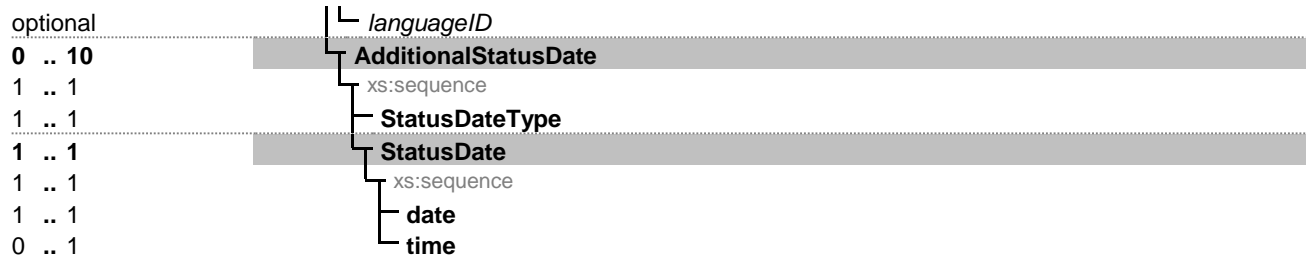 optional languageID
0 .. 10 AdditionalStatusDate
1 .. 1 xs:sequence
1 .. 1 StatusDateType
1 .. 1 StatusDate
1 .. 1 xs:sequence
1 .. 1 date
0 .. 1 time